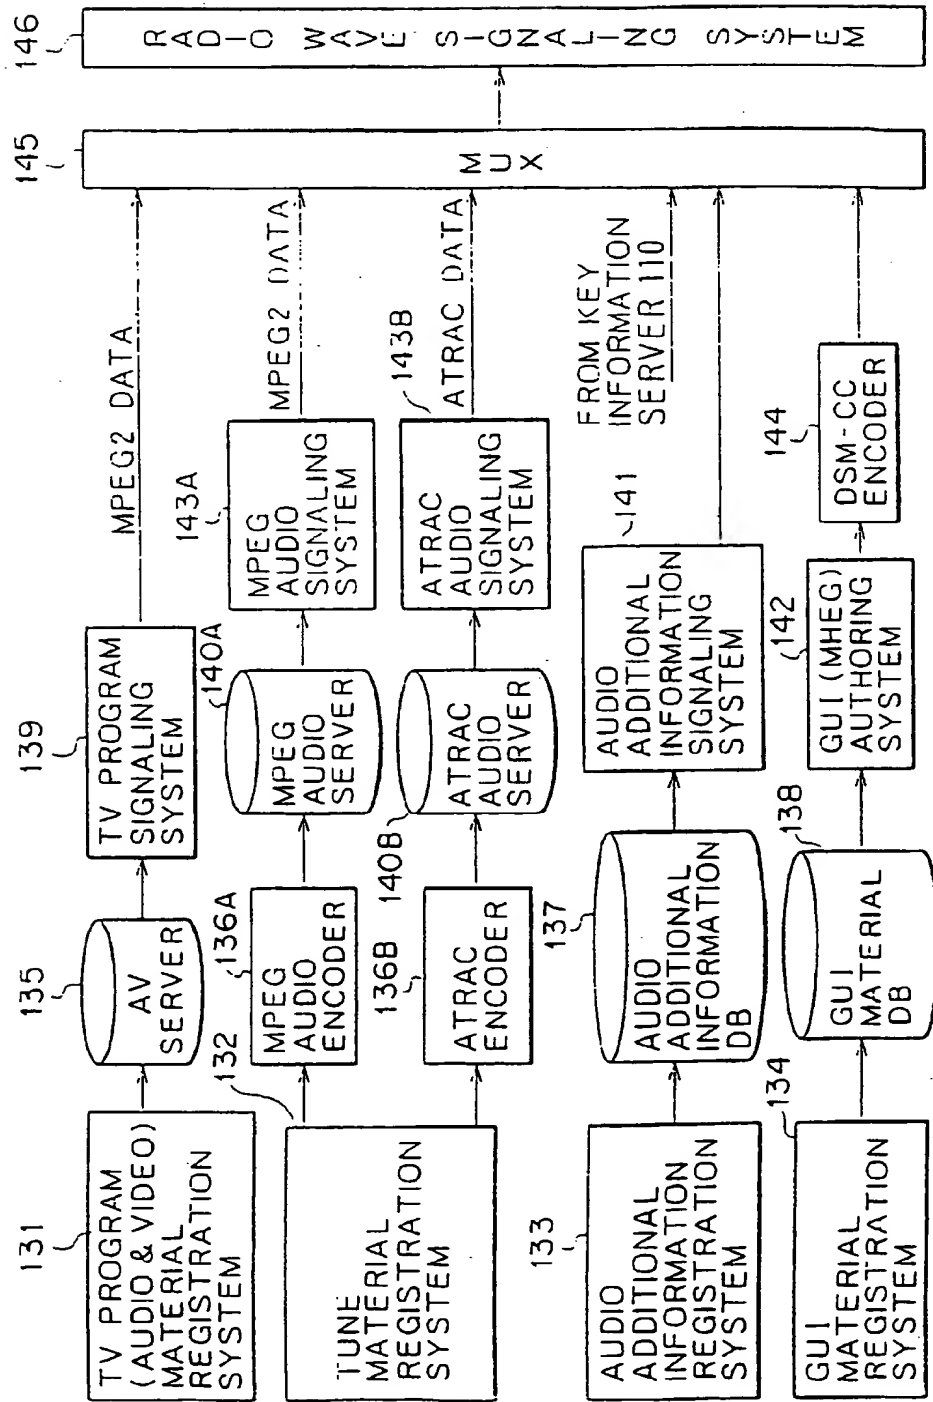 131
TV PROGRAM
(AUDIO & VIDEO)
MATERIAL
REGISTRATION
SYSTEM
135
AV
SERVER
139
TV PROGRAM
SIGNALING
SYSTEM
MPEG2 DATA
145
MUX
146
RADIO WAVE SIGNALING SYSTEM
132
TUNE
MATERIAL
REGISTRATION
SYSTEM
136A
MPEG
AUDIO
ENCODER
140A
MPEG
AUDIO
SERVER
143A
MPEG
AUDIO
SIGNALING
SYSTEM
MPEG2 DATA
136B
ATRAC
ENCODER
140B
ATRAC
AUDIO
SERVER
143B
ATRAC
AUDIO
SIGNALING
SYSTEM
ATRAC DATA
133
AUDIO
ADDITIONAL
INFORMATION
REGISTRATION
SYSTEM
137
AUDIO
ADDITIONAL
INFORMATION
DB
141
AUDIO
ADDITIONAL
INFORMATION
SIGNALING
SYSTEM
FROM KEY
INFORMATION
SERVER 110
134
GUI
MATERIAL
REGISTRATION
SYSTEM
138
GUI
MATERIAL
DB
142
GUI (MHEG)
AUTHORING
SYSTEM
144
DSM-CC
ENCODER